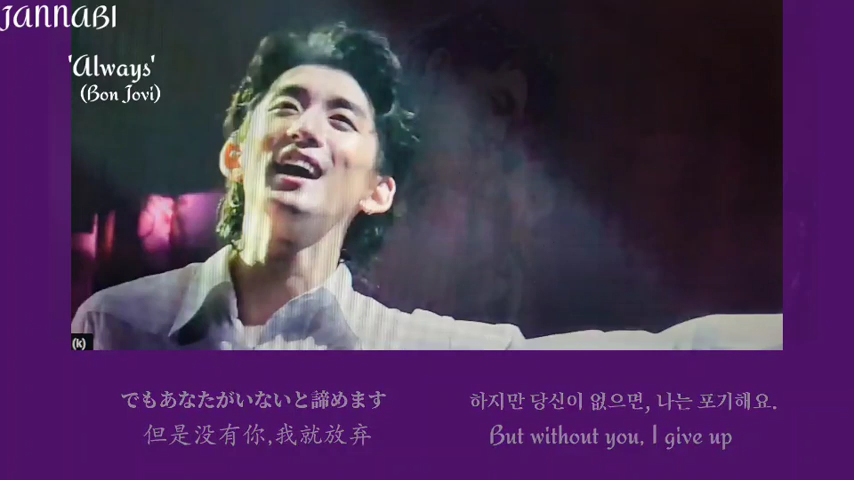 JANNABI
'Always'
(Bon Jovi)
(k)
でもあなたがいないと諦めます
하지만 당신이 없으면, 나는 포기해요.
但是没有你,我就放弃
But without you, I give up